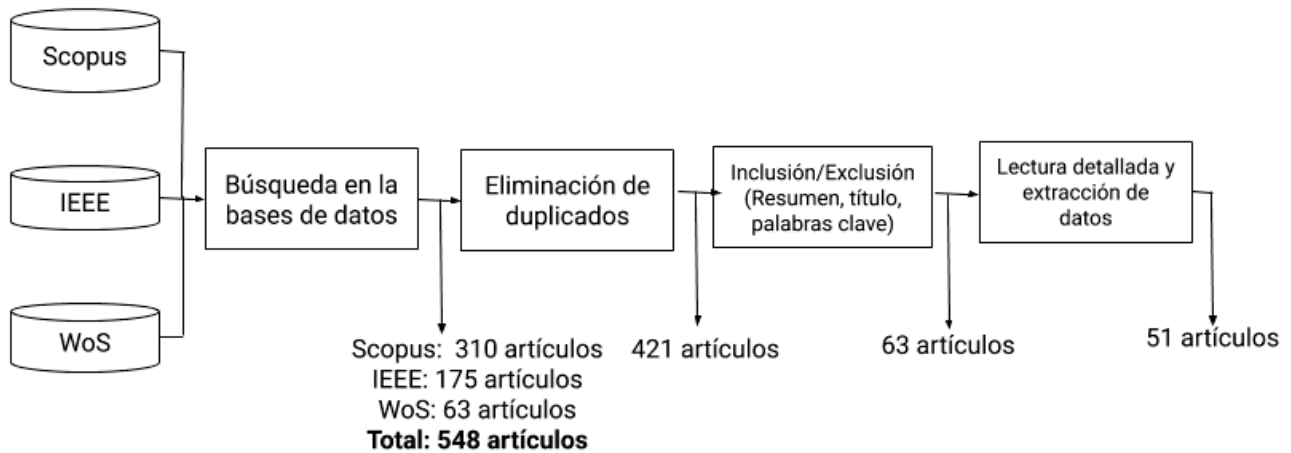 Scopus
IEEE
WoS
Búsqueda en la
bases de datos
Eliminación de
duplicados
Inclusión/Exclusión
(Resumen, título,
palabras clave)
Lectura detallada y
extracción de
datos
Scopus: 310 artículos
IEEE: 175 artículos
WoS: 63 artículos
Total: 548 artículos
421 artículos
63 artículos
51 artículos